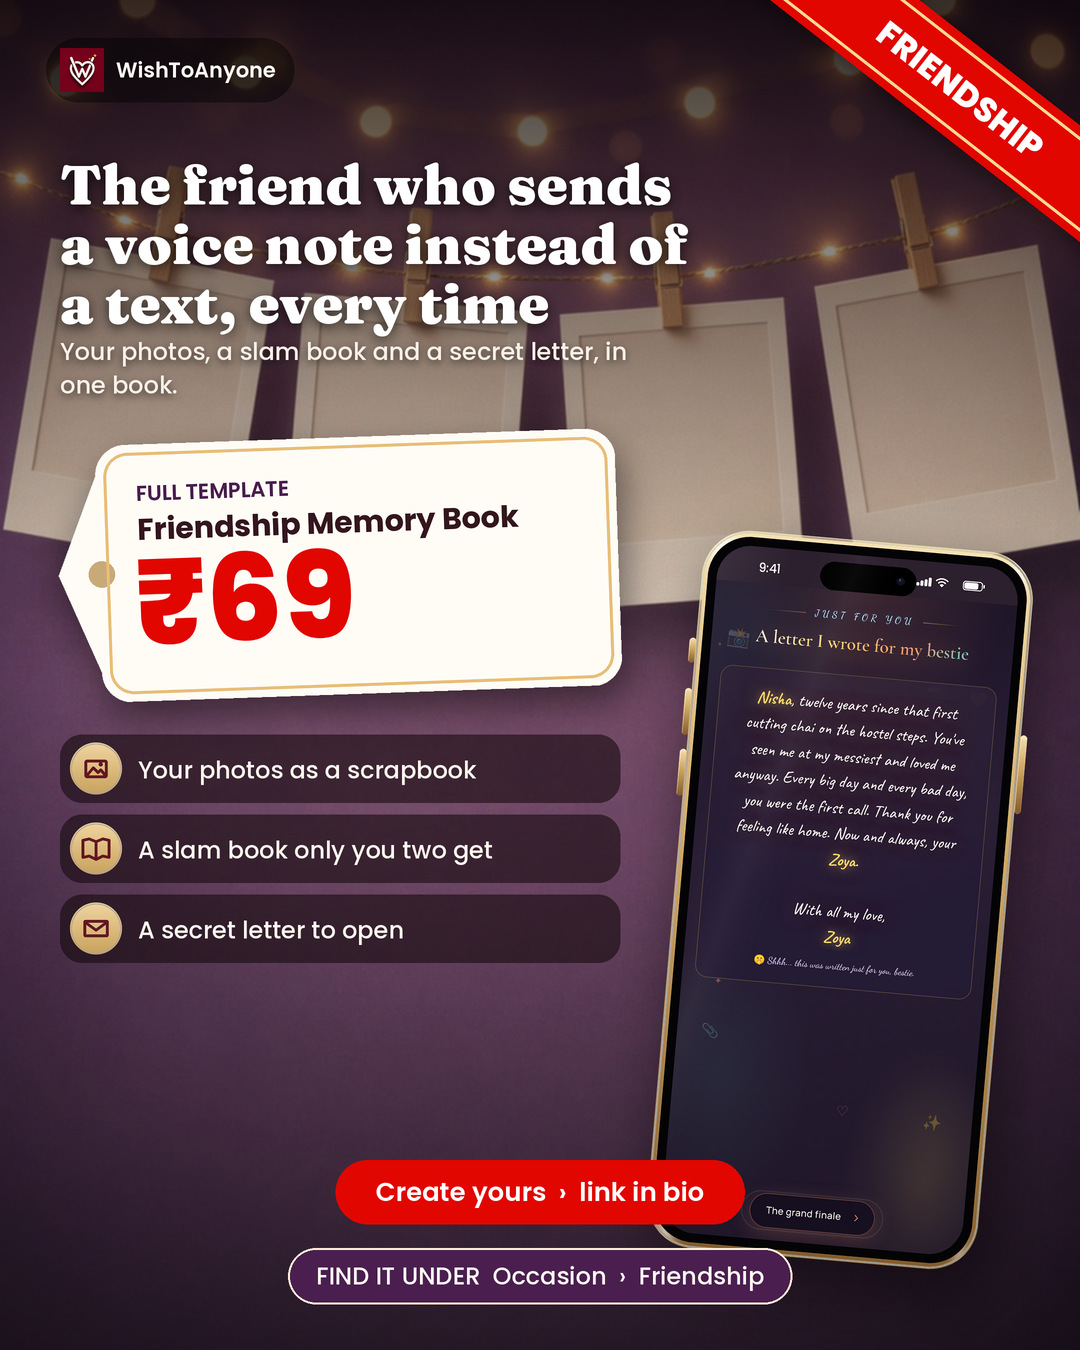 WishToAnyone
FRIENDSHIP
The friend who sends
a voice note instead of
a text, every time
Your photos, a slam book and a secret letter, in
one book.
FULL TEMPLATE
Friendship Memory Book
₹69
Your photos as a scrapbook
A slam book only you two get
A secret letter to open
9:41
JUST FOR YOU
A letter I wrote for my bestie
Nisha, twelve years since that first
cutting chai on the hostel steps. You've
seen me at my messiest and loved me
anyway. Every big day and every bad day,
you were the first call. Thank you for
feeling like home. Now and always, your
Zoya.
With all my love,
Zoya
🤫 Shhh... this was written just for you, bestie.
The grand finale ›
Create yours › link in bio
FIND IT UNDER Occasion › Friendship